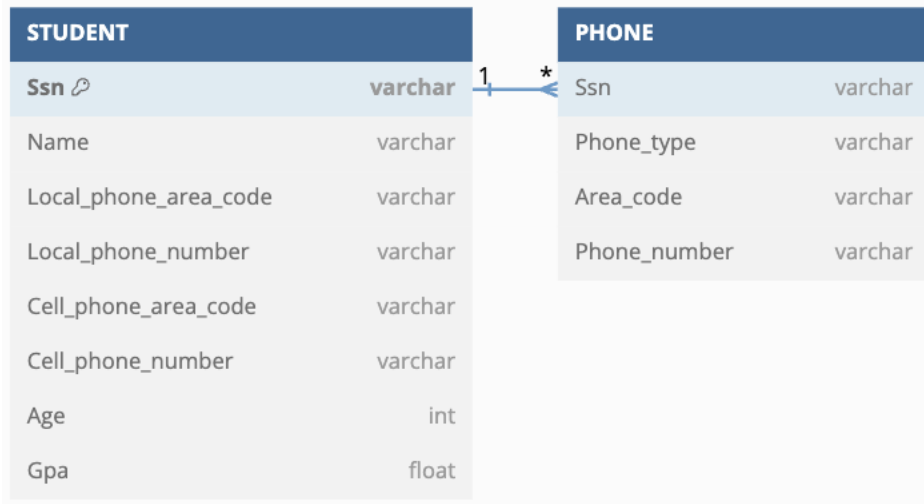 STUDENT
Ssn varchar
Name varchar
Local_phone_area_code varchar
Local_phone_number varchar
Cell_phone_area_code varchar
Cell_phone_number varchar
Age int
Gpa float
1 *
PHONE
Ssn varchar
Phone_type varchar
Area_code varchar
Phone_number varchar